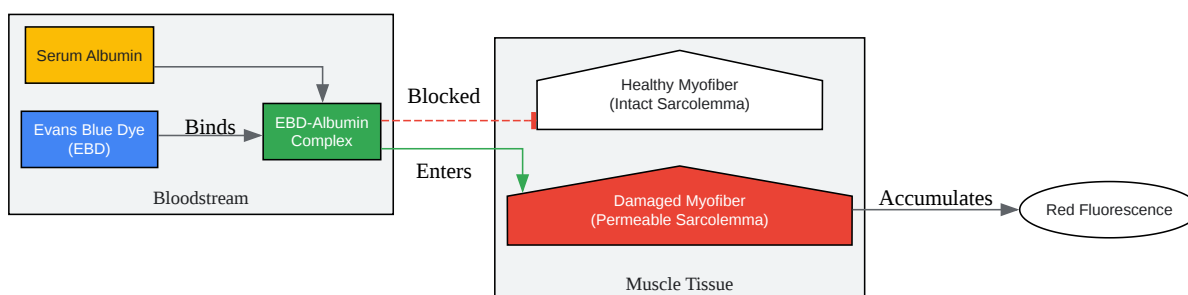 Serum Albumin
Evans Blue Dye
(EBD)
Binds
EBD-Albumin
Complex
Bloodstream
Blocked
Enters
Healthy Myofiber
(Intact Sarcolemma)
Damaged Myofiber
(Permeable Sarcolemma)
Muscle Tissue
Accumulates
Red Fluorescence